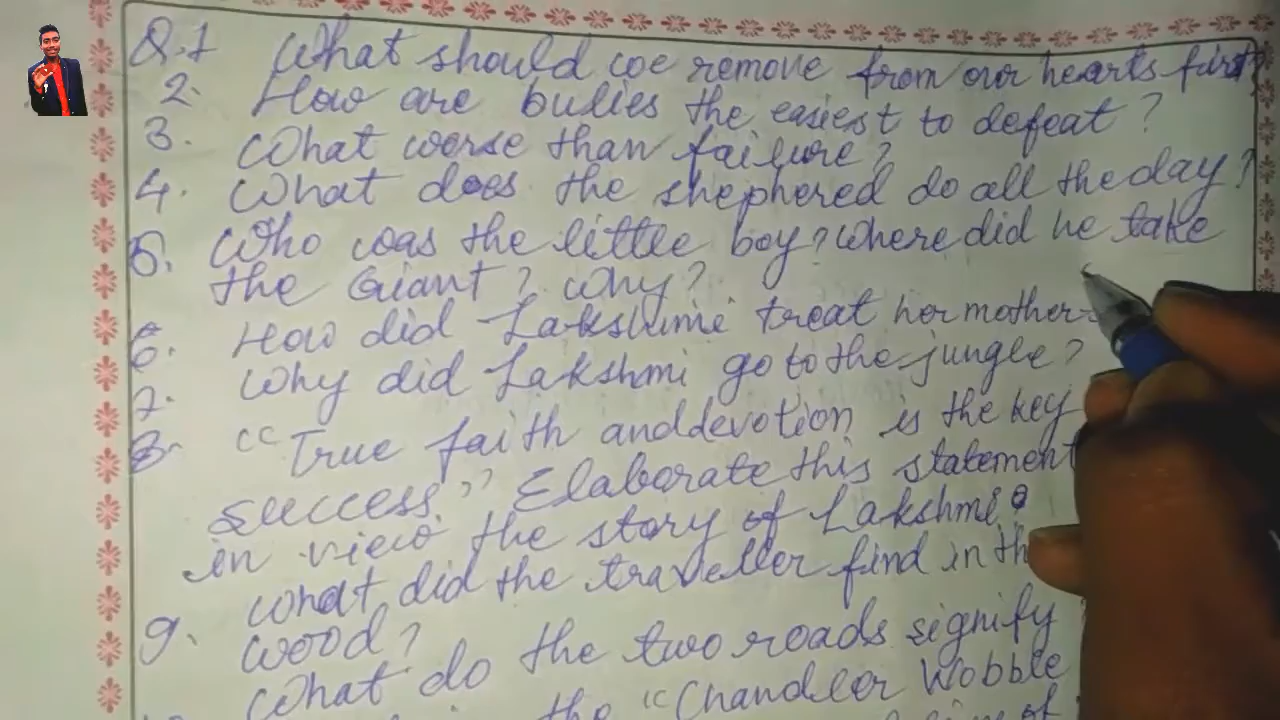 Q.1 What should we remove from our hearts first?
2. How are bullies the easiest to defeat?
3. What worse than failure?
4. What does the shephered do all the day?
5. Who was the little boy? Where did he take
the Giant? Why?
6. How did Lakshmi treat her mother-
7. Why did Lakshmi go to the jungle?
8. "True faith and devotion is the key
success." Elaborate this statement
in view the story of Lakshmi.
What did the traveller find in th
9. wood?
What do the two roads signify
the "Chandler Wobble
of